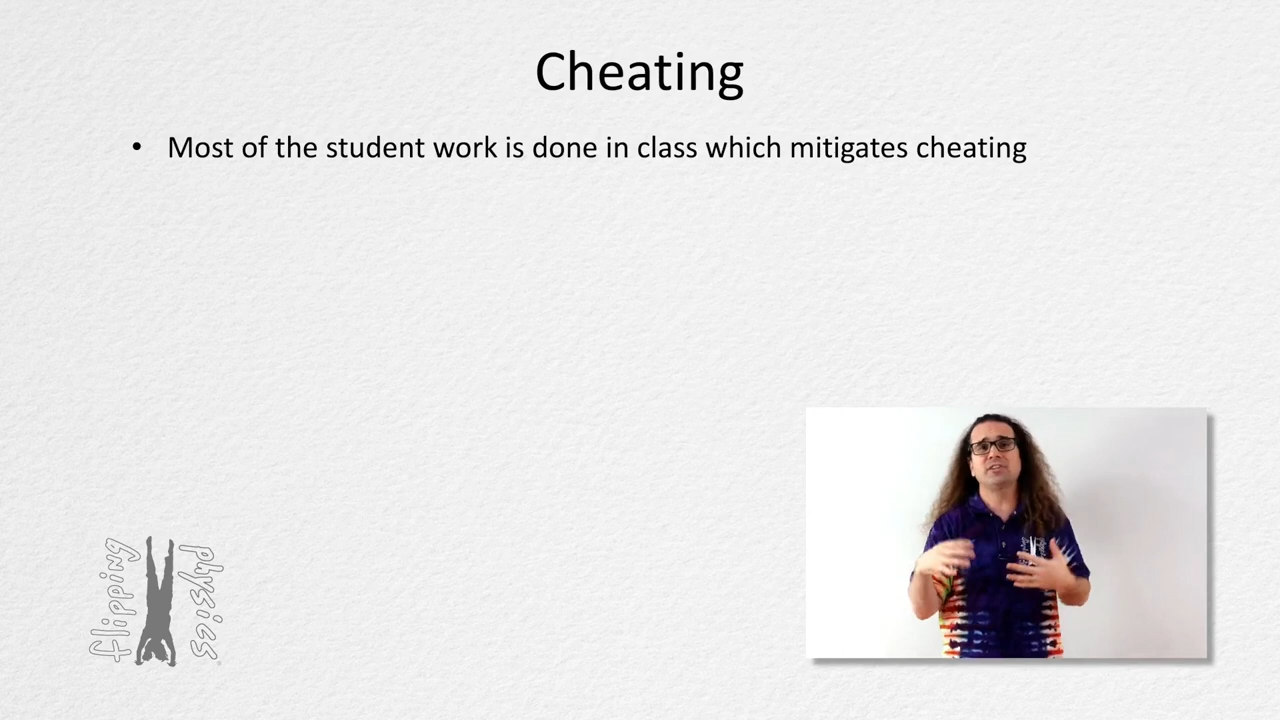 Cheating
• Most of the student work is done in class which mitigates cheating
flipping
physics